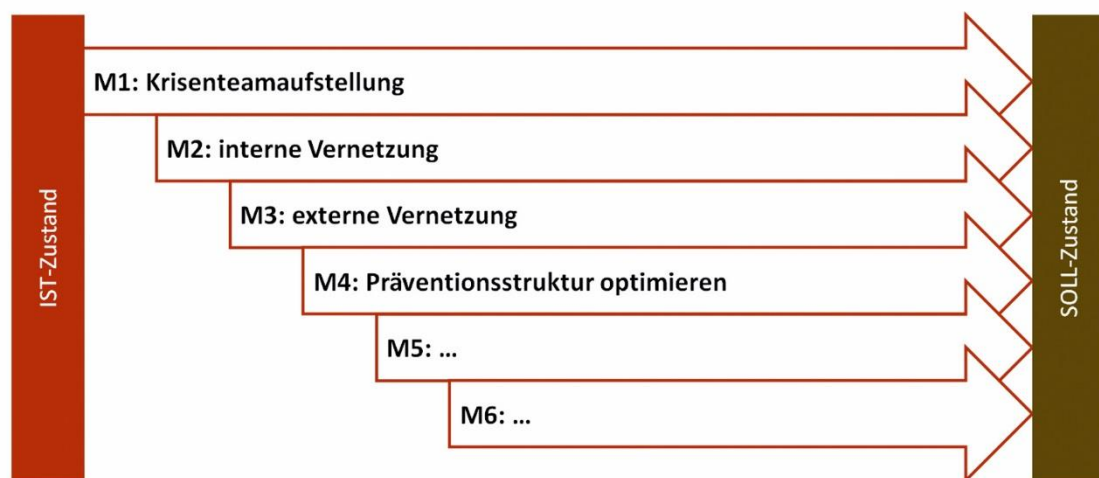 IST-Zustand
M1: Krisenteamaufstellung
M2: interne Vernetzung
M3: externe Vernetzung
M4: Präventionsstruktur optimieren
M5: ...
M6: ...
SOLL-Zustand